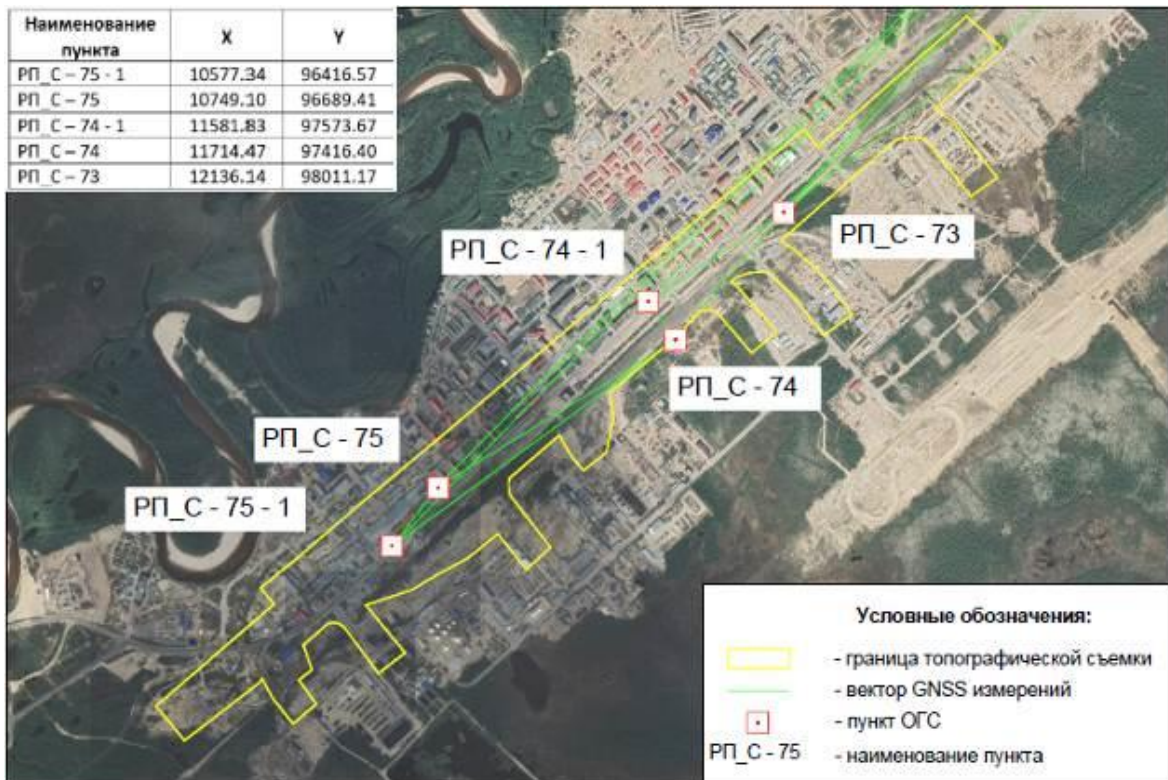 Наименование пункта X Y
РП_С – 75 - 1 10577.34 96416.57
РП_С – 75 10749.10 96689.41
РП_С – 74 - 1 11581.83 97573.67
РП_С – 74 11714.47 97416.40
РП_С – 73 12136.14 98011.17
РП_С - 73
РП_С - 74 - 1
РП_С - 74
РП_С - 75
РП_С - 75 - 1
Условные обозначения:
- граница топографической съемки
- вектор GNSS измерений
- пункт ОГС
РП_С - 75 - наименование пункта